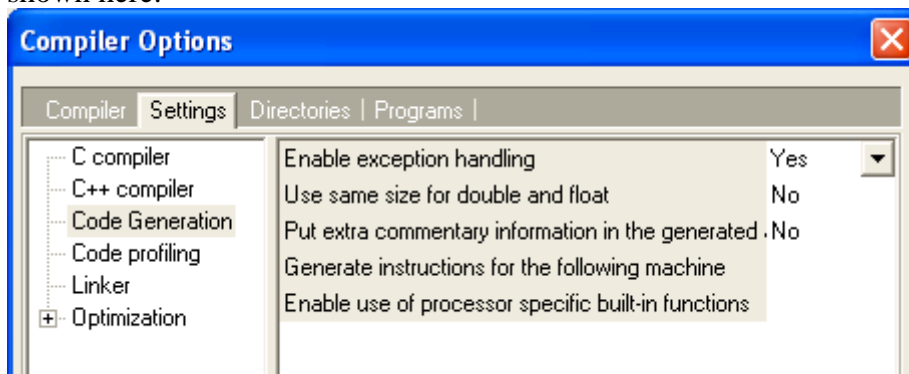 shown here.
Compiler Options
Compiler Settings Directories Programs
C compiler
C++ compiler
Code Generation
Code profiling
Linker
Optimization
Enable exception handling Yes
Use same size for double and float No
Put extra commentary information in the generated No
Generate instructions for the following machine
Enable use of processor specific built-in functions